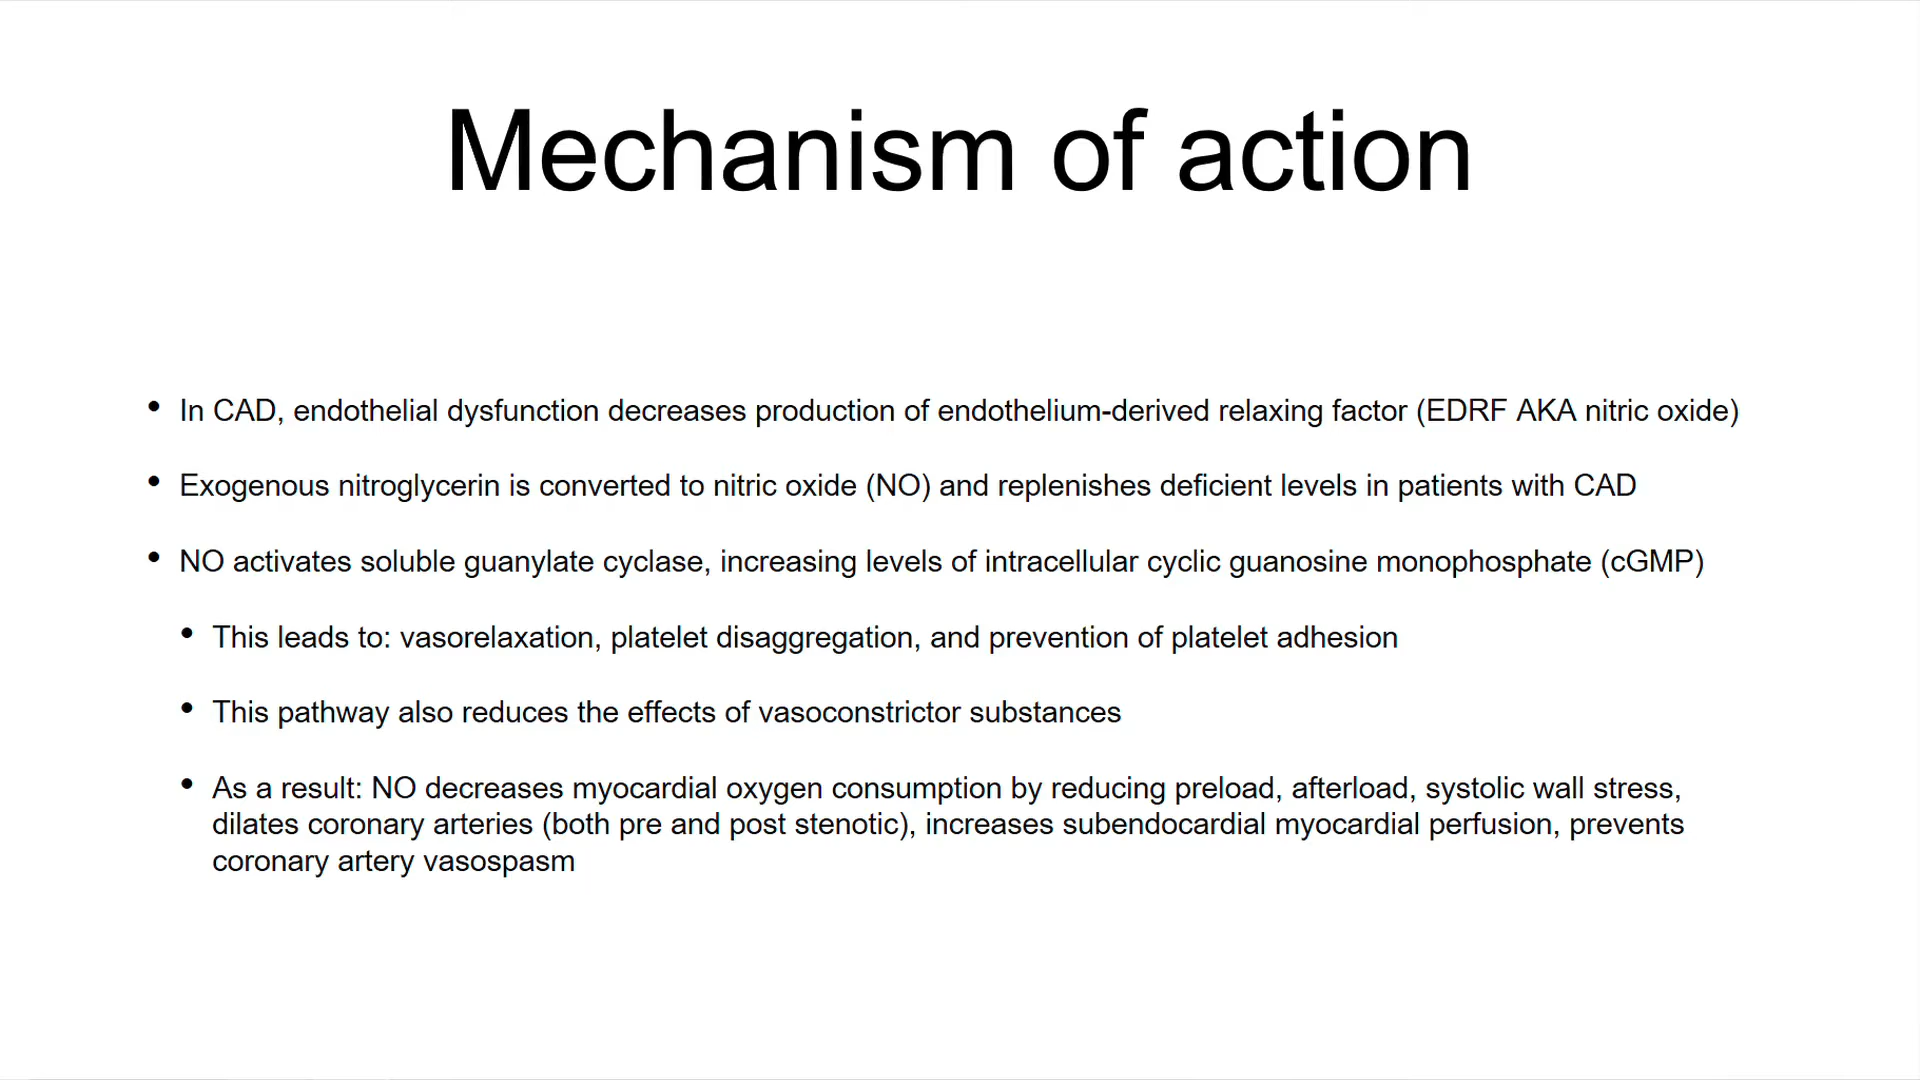 Mechanism of action
• In CAD, endothelial dysfunction decreases production of endothelium-derived relaxing factor (EDRF AKA nitric oxide)
• Exogenous nitroglycerin is converted to nitric oxide (NO) and replenishes deficient levels in patients with CAD
• NO activates soluble guanylate cyclase, increasing levels of intracellular cyclic guanosine monophosphate (cGMP)
• This leads to: vasorelaxation, platelet disaggregation, and prevention of platelet adhesion
• This pathway also reduces the effects of vasoconstrictor substances
• As a result: NO decreases myocardial oxygen consumption by reducing preload, afterload, systolic wall stress,
dilates coronary arteries (both pre and post stenotic), increases subendocardial myocardial perfusion, prevents
coronary artery vasospasm